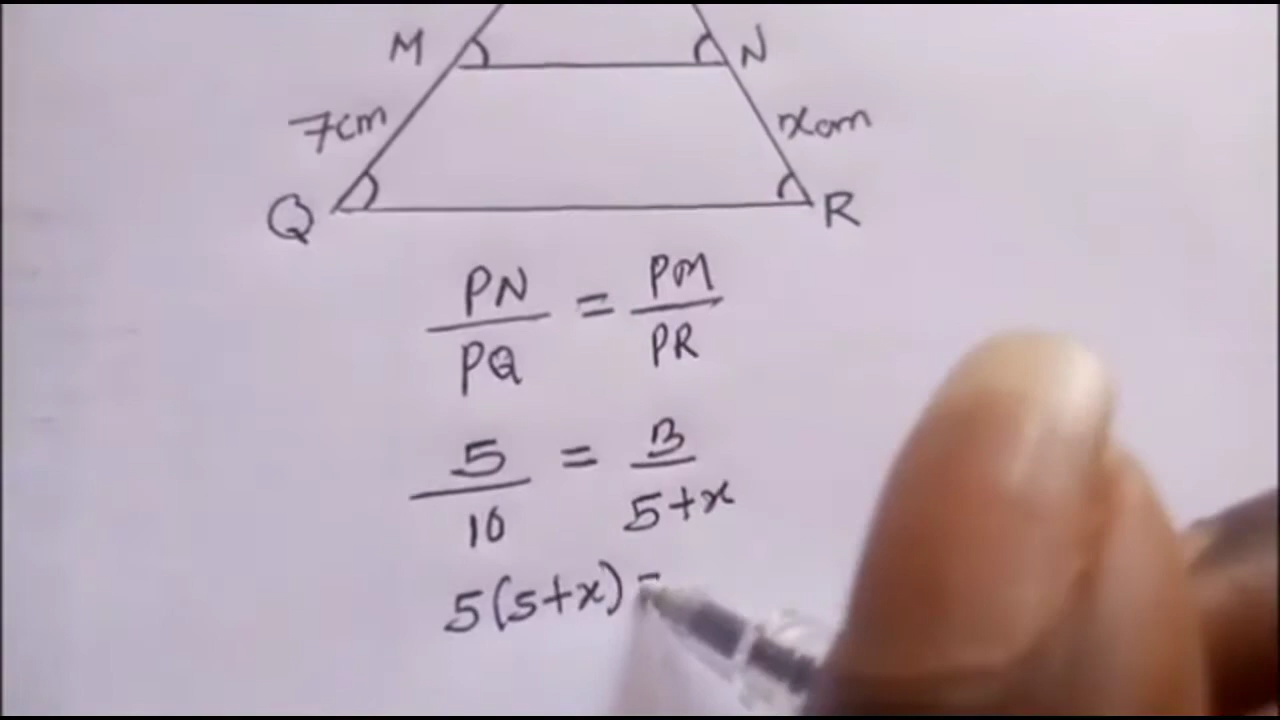 M N
7cm xcm
Q R
PN/PQ = PM/PR
5/10 = 3/5+x
5(5+x) =